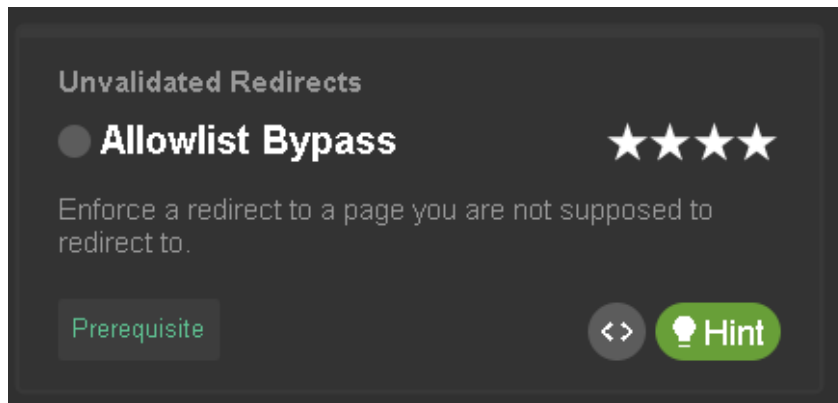 Unvalidated Redirects
Allowlist Bypass ★★★★
Enforce a redirect to a page you are not supposed to
redirect to.
Prerequisite <> Hint